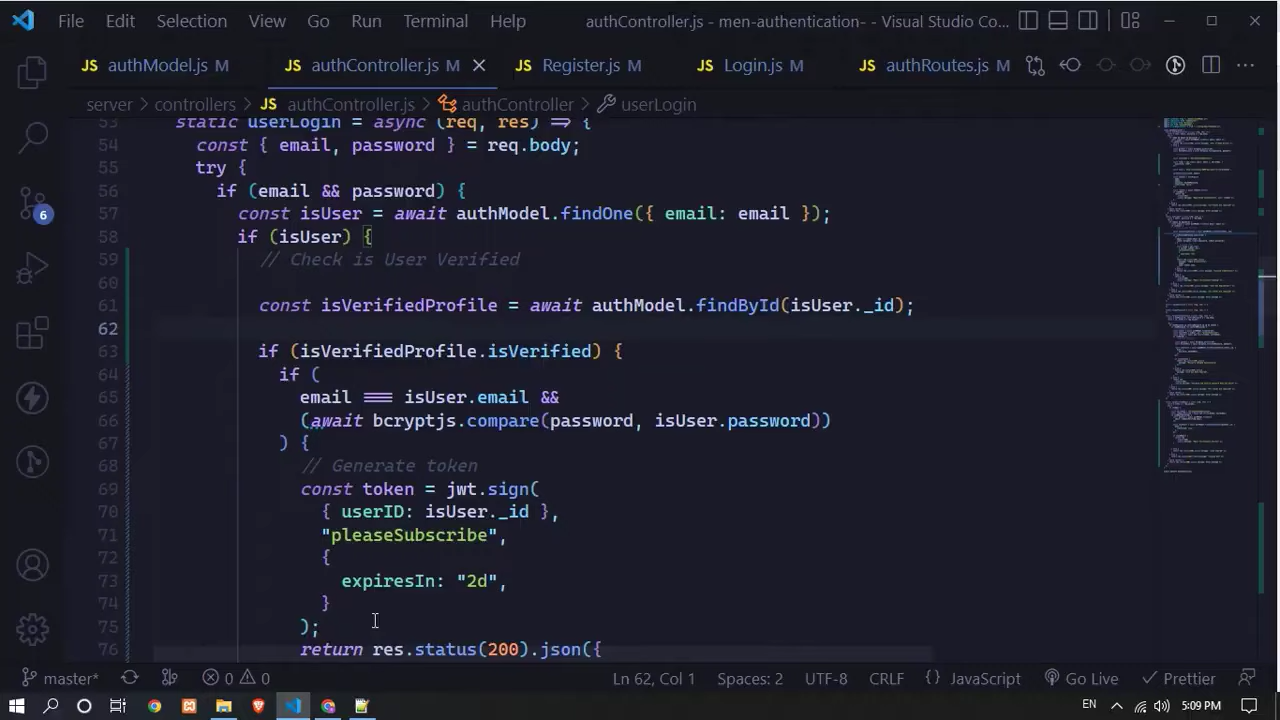 File Edit Selection View Go Run Terminal Help authController.js - men-authentication- - Visual Studio Co...
JS authModel.js M JS authController.js M JS Register.js M JS Login.js M JS authRoutes.js M ...
server > controllers > JS authController.js > authController > userLogin
53 static userLogin = async (req, res) => {
54 const { email, password } = req.body;
55 try {
56 if (email && password) {
57 const isUser = await authModel.findOne({ email: email });
58 if (isUser) {
59 // Check is User Verified
60
61 const isVerifiedProfile = await authModel.findById(isUser._id);
62
63 if (isVerifiedProfile.isVerified) {
64 if (
65 email === isUser.email &&
66 (await bcryptjs.compare(password, isUser.password))
67 ) {
68 // Generate token
69 const token = jwt.sign(
70 { userID: isUser._id },
71 "pleaseSubscribe",
72 {
73 expiresIn: "2d",
74 }
75 );
76 return res.status(200).json({
6
master* 0 0 Ln 62, Col 1 Spaces: 2 UTF-8 CRLF {} JavaScript Go Live Prettier
EN 5:09 PM